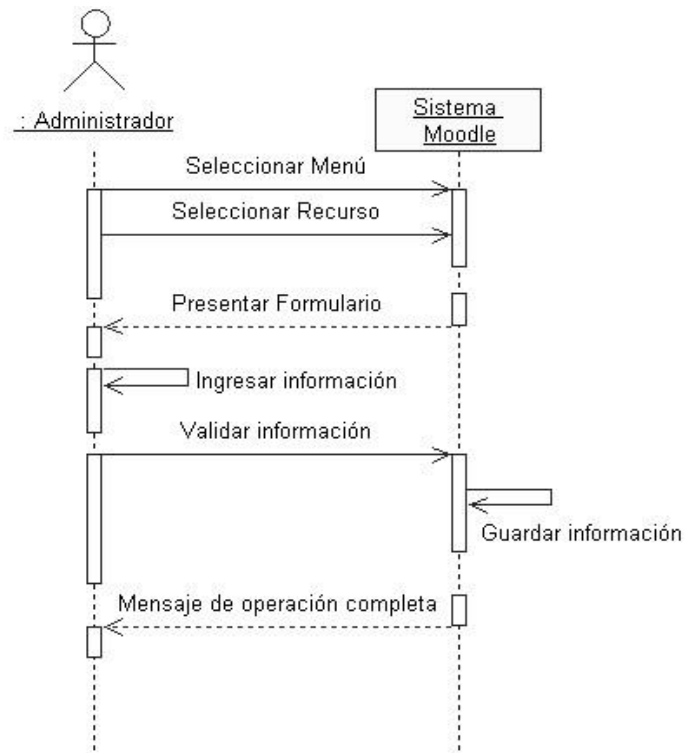 : Administrador
Sistema
Moodle
Seleccionar Menú
Seleccionar Recurso
Presentar Formulario
Ingresar información
Validar información
Guardar información
Mensaje de operación completa